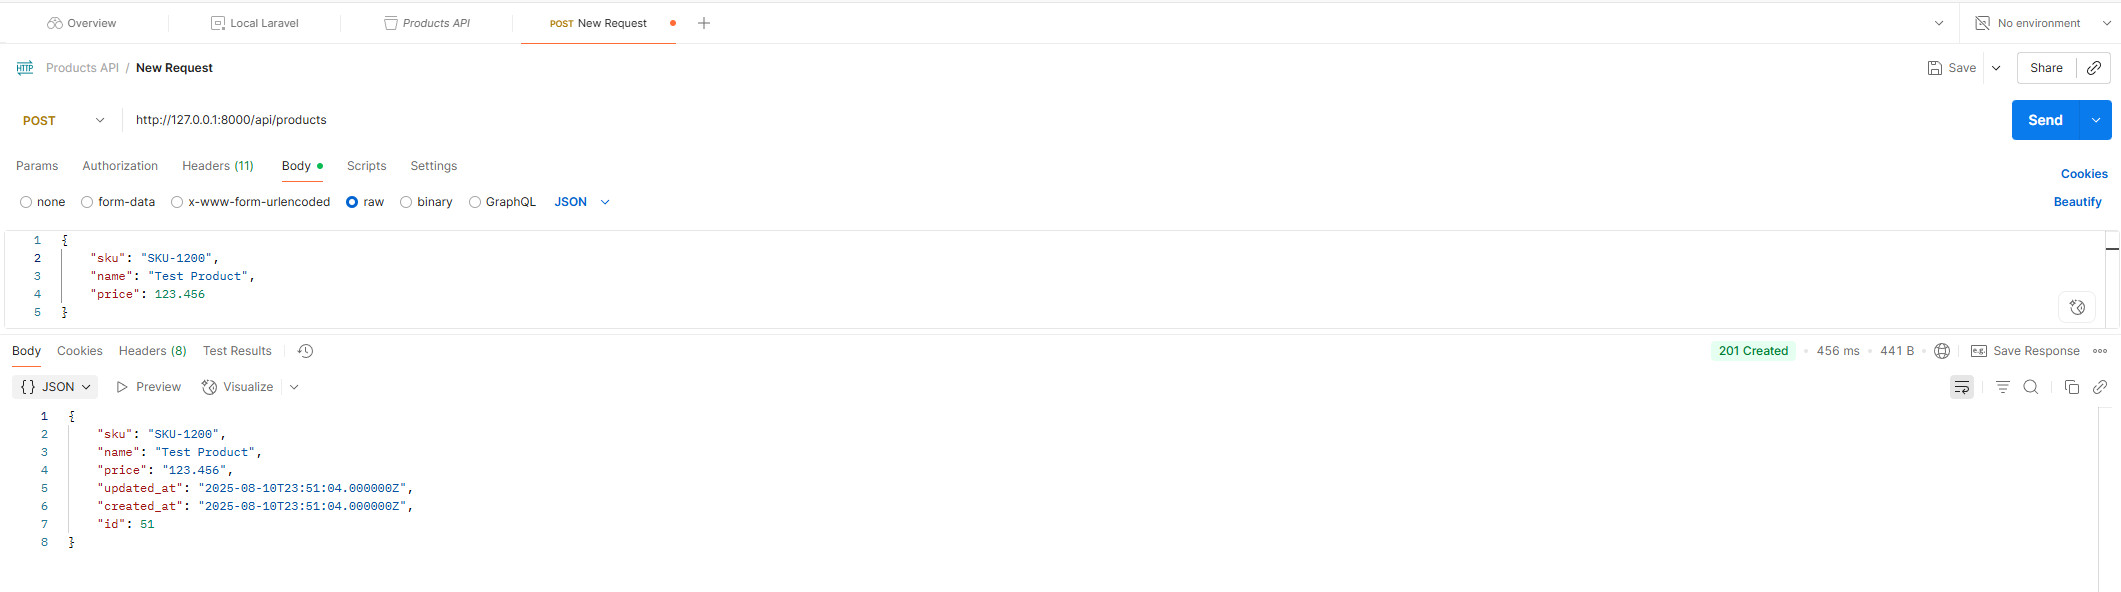 Overview Local Laravel Products API POST New Request No environment
HTTP Products API / New Request Save Share
POST http://127.0.0.1:8000/api/products Send
Params Authorization Headers (11) Body Scripts Settings Cookies
none form-data x-www-form-urlencoded raw binary GraphQL JSON Beautify
1 {
2 "sku": "SKU-1200",
3 "name": "Test Product",
4 "price": 123.456
5 }
Body Cookies Headers (8) Test Results 201 Created 456 ms 441 B e.g. Save Response
{} JSON Preview Visualize
1 {
2 "sku": "SKU-1200",
3 "name": "Test Product",
4 "price": "123.456",
5 "updated_at": "2025-08-10T23:51:04.000000Z",
6 "created_at": "2025-08-10T23:51:04.000000Z",
7 "id": 51
8 }